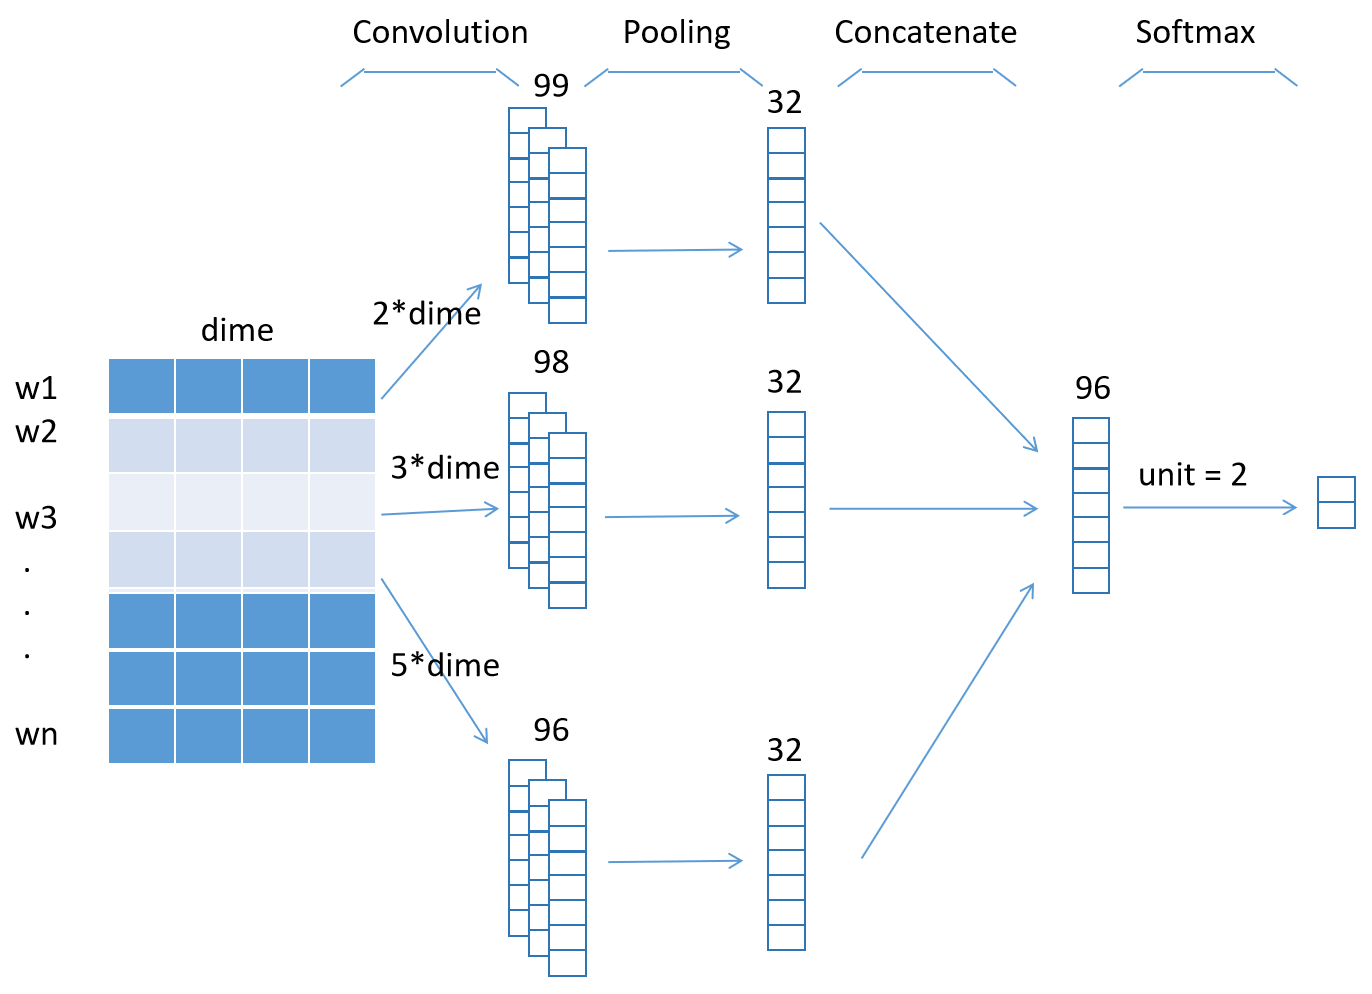 Convolution
Pooling
Concatenate
Softmax
99
32
2*dime
dime
98
32
96
w1
w2
3*dime
unit = 2
w3
.
.
.
5*dime
wn
96
32